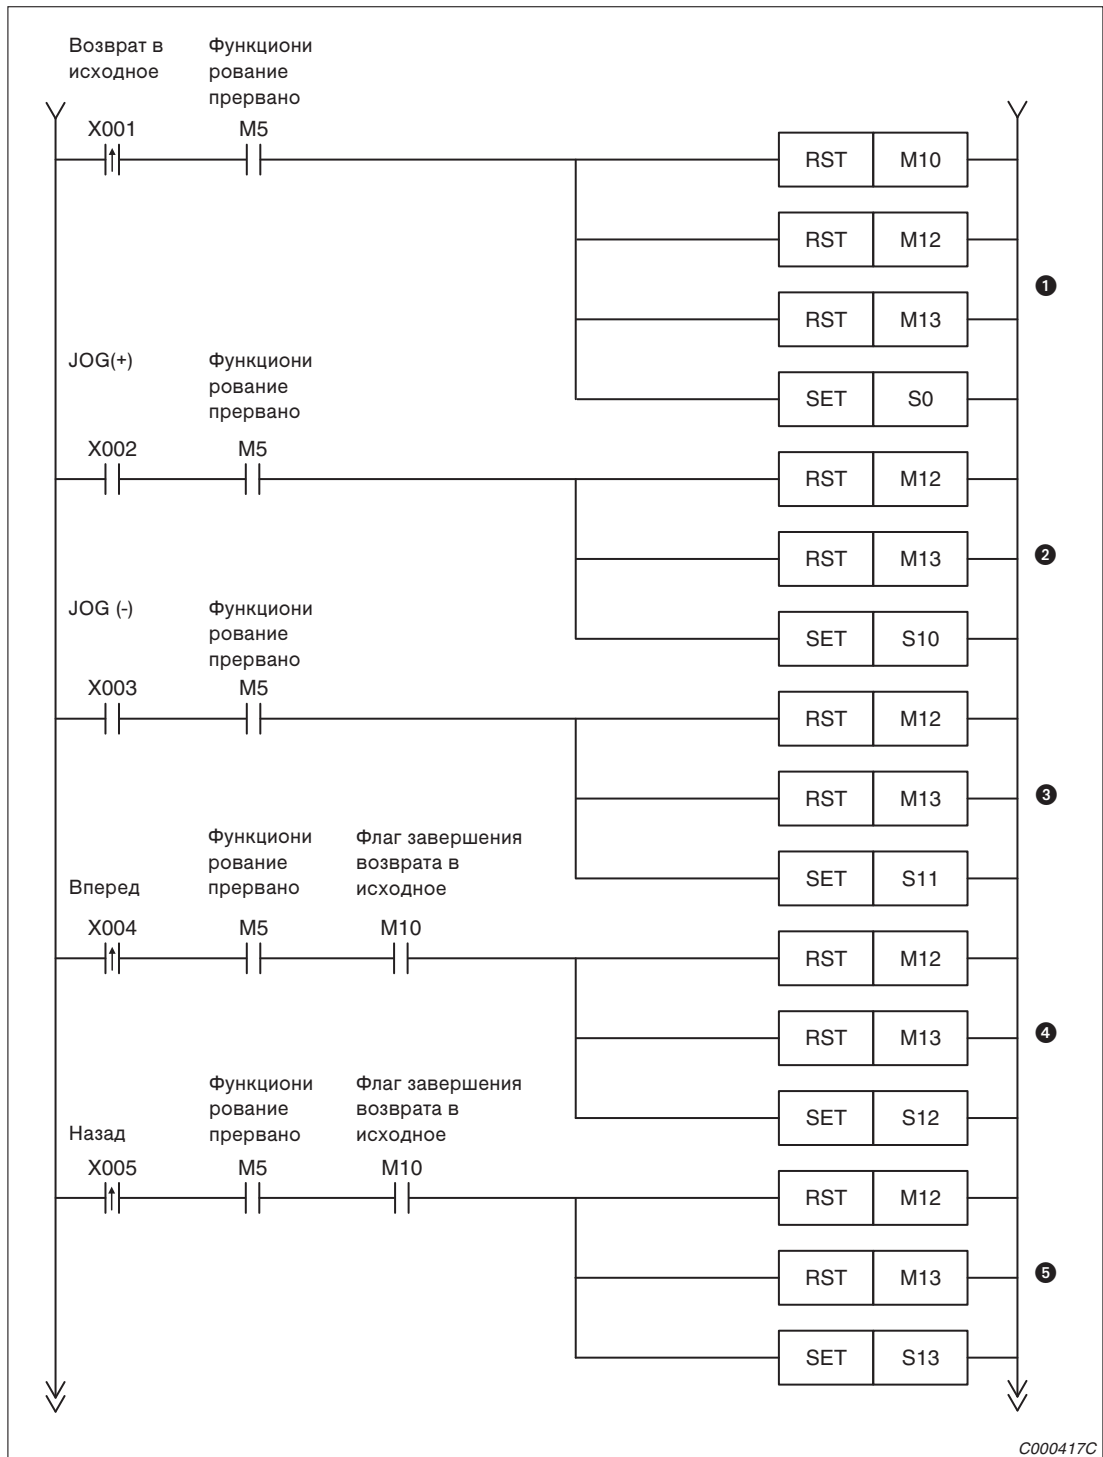 Возврат в
исходное
Функциони
рование
прервано
X001
M5
RST M10
RST M12
RST M13
SET S0
❶
JOG(+)
Функциони
рование
прервано
X002
M5
RST M12
RST M13
SET S10
❷
JOG (-)
Функциони
рование
прервано
X003
M5
RST M12
RST M13
SET S11
❸
Вперед
Функциони
рование
прервано
Флаг завершения
возврата в
исходное
X004
M5
M10
RST M12
RST M13
SET S12
❹
Назад
Функциони
рование
прервано
Флаг завершения
возврата в
исходное
X005
M5
M10
RST M12
RST M13
SET S13
❺
C000417C